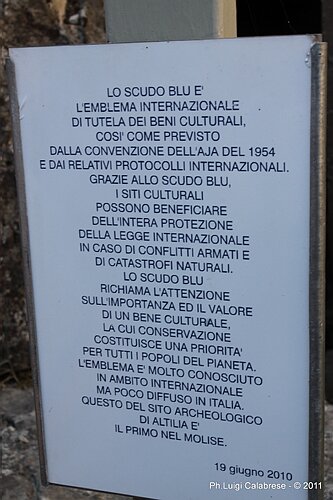 LO SCUDO BLU E'
L'EMBLEMA INTERNAZIONALE
DI TUTELA DEI BENI CULTURALI,
COSI' COME PREVISTO
DALLA CONVENZIONE DELL'AJA DEL 1954
E DAI RELATIVI PROTOCOLLI INTERNAZIONALI.
GRAZIE ALLO SCUDO BLU,
I SITI CULTURALI
POSSONO BENEFICIARE
DELL'INTERA PROTEZIONE
DELLA LEGGE INTERNAZIONALE
IN CASO DI CONFLITTI ARMATI E
DI CATASTROFI NATURALI.
LO SCUDO BLU
RICHIAMA L'ATTENZIONE
SULL'IMPORTANZA ED IL VALORE
DI UN BENE CULTURALE,
LA CUI CONSERVAZIONE
COSTITUISCE UNA PRIORITA'
PER TUTTI I POPOLI DEL PIANETA.
L'EMBLEMA E' MOLTO CONOSCIUTO
IN AMBITO INTERNAZIONALE
MA POCO DIFFUSO IN ITALIA.
QUESTO DEL SITO ARCHEOLOGICO
DI ALTILIA E'
IL PRIMO NEL MOLISE.
19 giugno 2010
Ph.Luigi Calabrese - © 2011